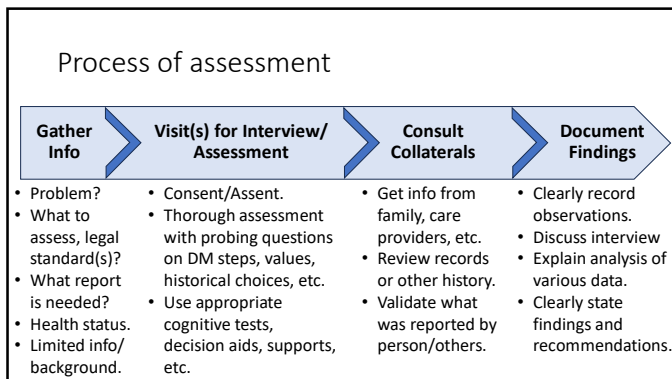 Process of assessment
Gather
Info
Visit(s) for Interview/
Assessment
Consult
Collaterals
Document
Findings
• Problem?
• What to
assess, legal
standard(s)?
• What report
is needed?
• Health status.
• Limited info/
background.
• Consent/Assent.
• Thorough assessment
with probing questions
on DM steps, values,
historical choices, etc.
• Use appropriate
cognitive tests,
decision aids, supports,
etc.
• Get info from
family, care
providers, etc.
• Review records
or other history.
• Validate what
was reported by
person/others.
• Clearly record
observations.
• Discuss interview
• Explain analysis of
various data.
• Clearly state
findings and
recommendations.